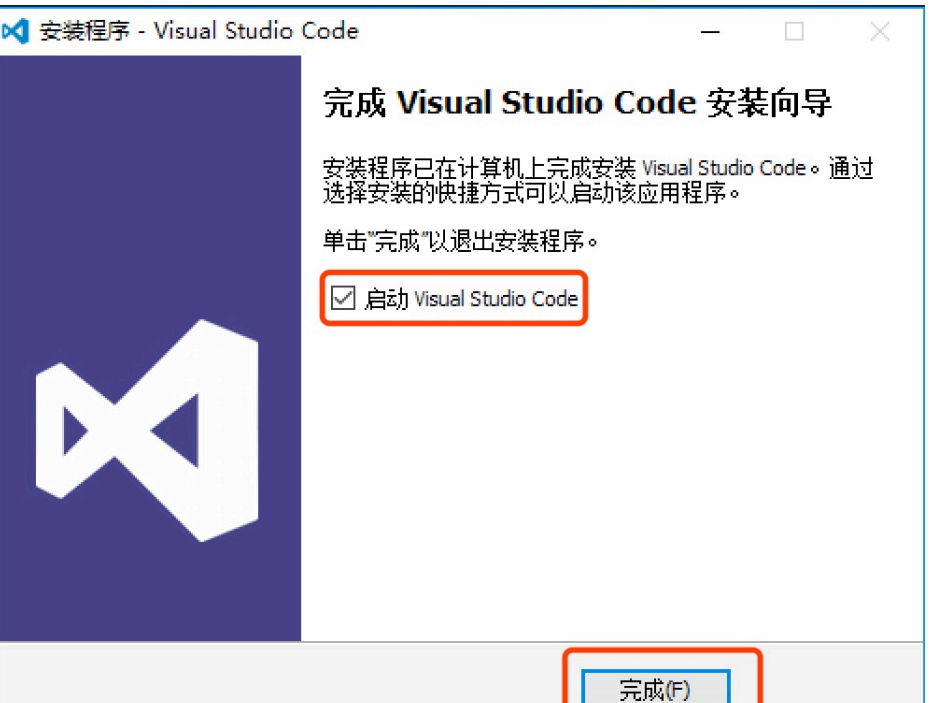 安装程序 - Visual Studio Code
完成 Visual Studio Code 安装向导
安装程序已在计算机上完成安装 Visual Studio Code。通过
选择安装的快捷方式可以启动该应用程序。
单击"完成"以退出安装程序。
启动 Visual Studio Code
完成(F)